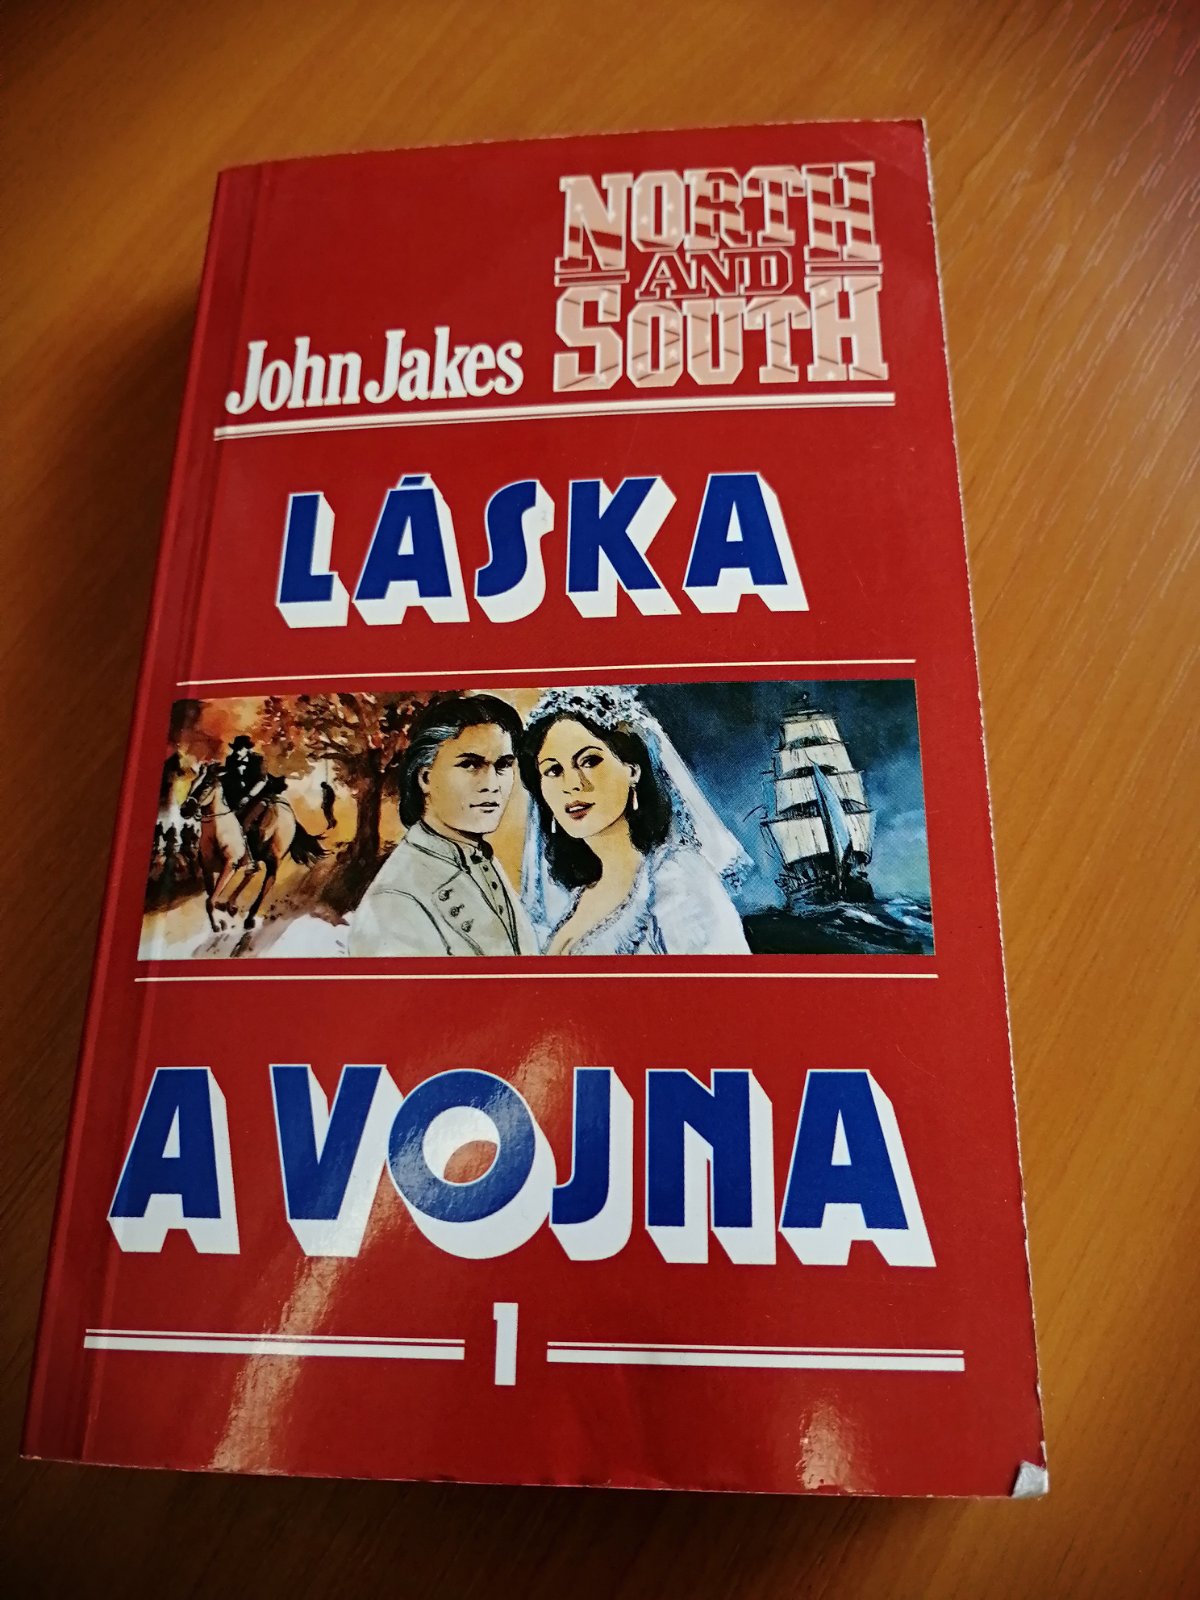 NORTH
AND
SOUTH
John Jakes
LÁSKA
A VOJNA
1